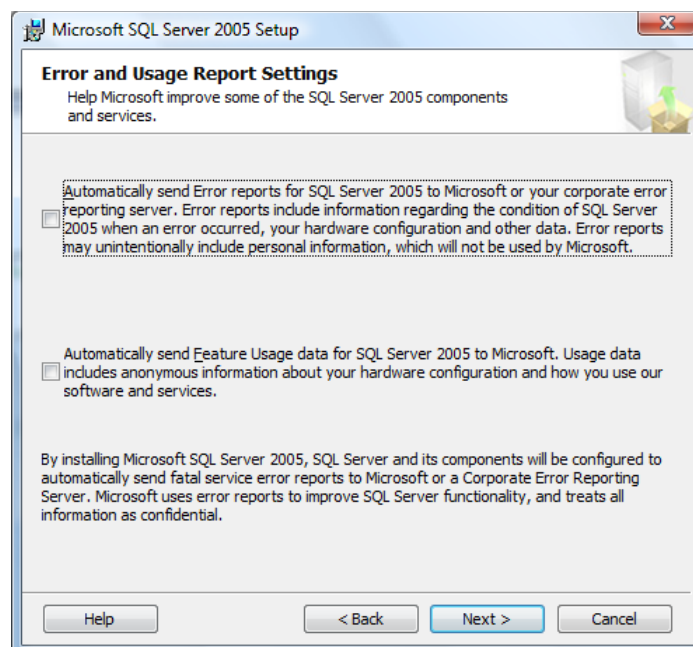 Microsoft SQL Server 2005 Setup
Error and Usage Report Settings
Help Microsoft improve some of the SQL Server 2005 components
and services.
Automatically send Error reports for SQL Server 2005 to Microsoft or your corporate error
reporting server. Error reports include information regarding the condition of SQL Server
2005 when an error occurred, your hardware configuration and other data. Error reports
may unintentionally include personal information, which will not be used by Microsoft.
Automatically send Feature Usage data for SQL Server 2005 to Microsoft. Usage data
includes anonymous information about your hardware configuration and how you use our
software and services.
By installing Microsoft SQL Server 2005, SQL Server and its components will be configured to
automatically send fatal service error reports to Microsoft or a Corporate Error Reporting
Server. Microsoft uses error reports to improve SQL Server functionality, and treats all
information as confidential.
Help
< Back
Next >
Cancel